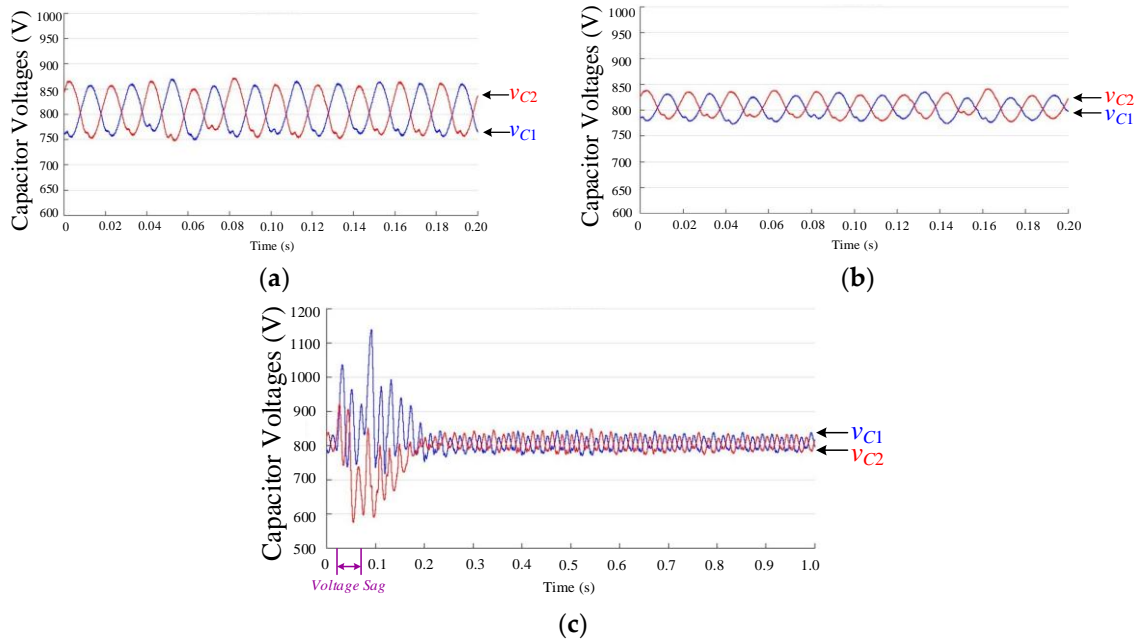 Capacitor Voltages (V)
1000
950
900
850
800
750
700
650
600
0 0.02 0.04 0.06 0.08 0.10 0.12 0.14 0.16 0.18 0.20
Time (s)
vC2
vC1
(a)
Capacitor Voltages (V)
1000
950
900
850
800
750
700
650
600
0 0.02 0.04 0.06 0.08 0.10 0.12 0.14 0.16 0.18 0.20
Time (s)
vC2
vC1
(b)
Capacitor Voltages (V)
1200
1100
1000
900
800
700
600
500
0 0.1 0.2 0.3 0.4 0.5 0.6 0.7 0.8 0.9 1.0
Voltage Sag
Time (s)
vC1
vC2
(c)